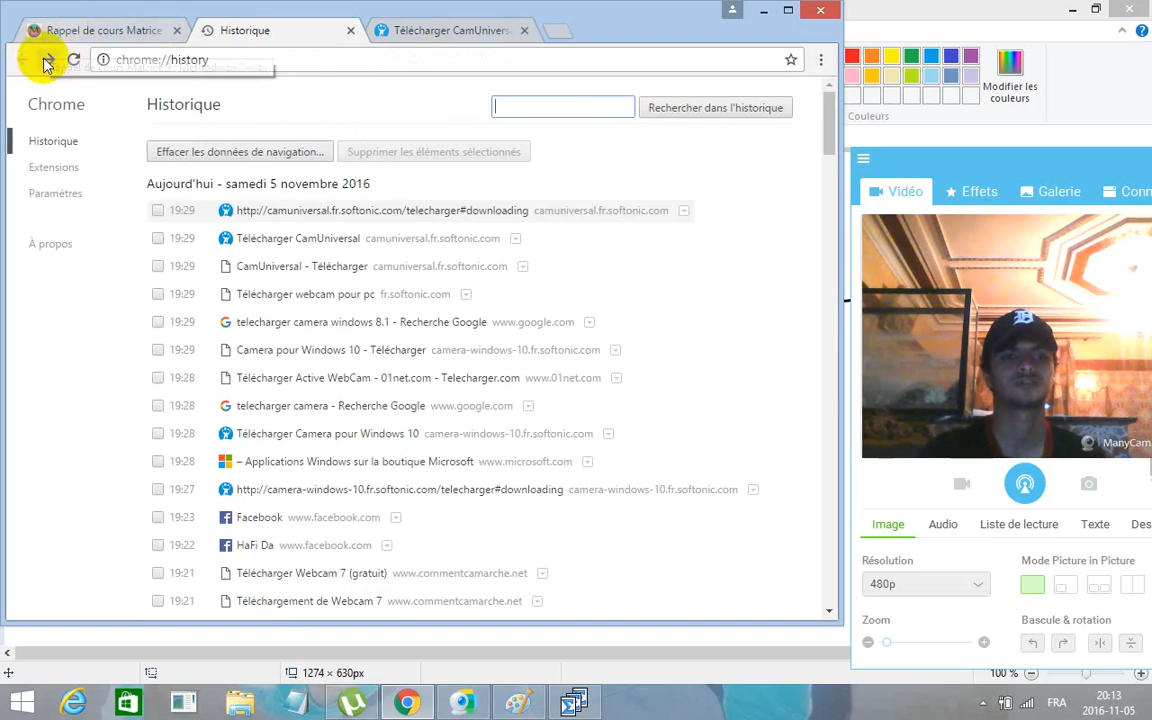 Rappel de cours Matrice
Historique
Télécharger CamUnivers
chrome://history
Chrome
Historique
Rechercher dans l'historique
Historique
Extensions
Paramètres
À propos
Effacer les données de navigation...
Supprimer les éléments sélectionnés
Aujourd'hui - samedi 5 novembre 2016
19:29 http://camuniversal.fr.softonic.com/telecharger#downloading camuniversal.fr.softonic.com
19:29 Télécharger CamUniversal camuniversal.fr.softonic.com
19:29 CamUniversal - Télécharger camuniversal.fr.softonic.com
19:29 Télécharger webcam pour pc fr.softonic.com
19:29 telecharger camera windows 8.1 - Recherche Google www.google.com
19:29 Camera pour Windows 10 - Télécharger camera-windows-10.fr.softonic.com
19:28 Télécharger Active WebCam - 01net.com - Telecharger.com www.01net.com
19:28 telecharger camera - Recherche Google www.google.com
19:28 Télécharger Camera pour Windows 10 camera-windows-10.fr.softonic.com
19:28 – Applications Windows sur la boutique Microsoft www.microsoft.com
19:27 http://camera-windows-10.fr.softonic.com/telecharger#downloading camera-windows-10.fr.softonic.com
19:23 Facebook www.facebook.com
19:22 HaFi Da www.facebook.com
19:21 Télécharger Webcam 7 (gratuit) www.commentcamarche.net
19:21 Téléchargement de Webcam 7 www.commentcamarche.net
Modifier les
couleurs
Couleurs
Vidéo Effets Galerie Conn
ManyCam
Image Audio Liste de lecture Texte Des
Résolution
Mode Picture in Picture
480p
Zoom
Bascule & rotation
1274 × 630px
100 %
FRA
20:13
2016-11-05